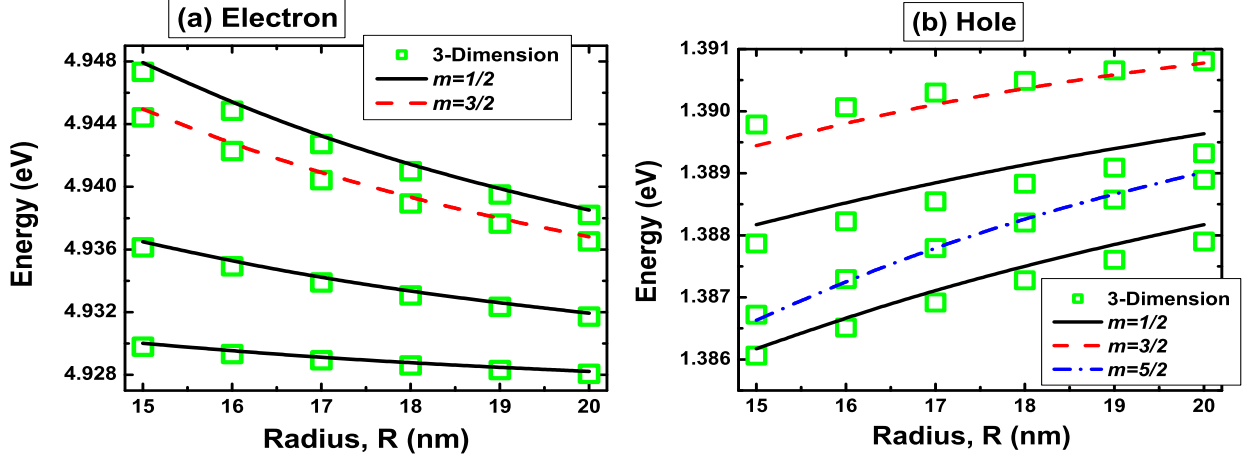 (a) Electron
Energy (eV)
4.948
4.944
4.940
4.936
4.932
4.928
3-Dimension
m=1/2
m=3/2
15 16 17 18 19 20
Radius, R (nm)
(b) Hole
Energy (eV)
1.391
1.390
1.389
1.388
1.387
1.386
3-Dimension
m=1/2
m=3/2
m=5/2
15 16 17 18 19 20
Radius, R (nm)